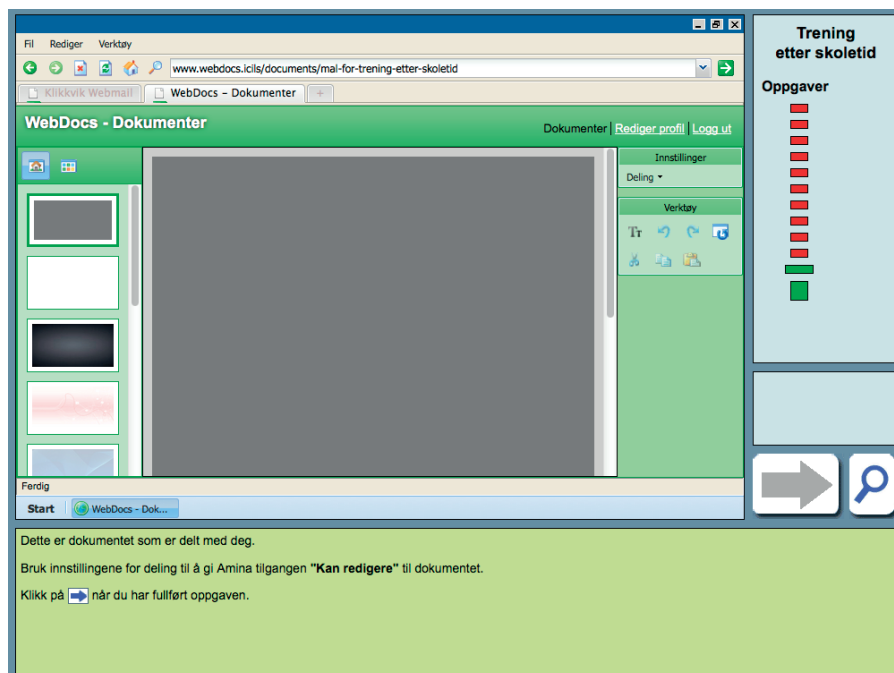 Fil Rediger Verktøy
www.webdocs.icils/documents/mal-for-trening-etter-skoletid
Klikkvik Webmail WebDocs – Dokumenter +
WebDocs - Dokumenter
Dokumenter | Rediger profil | Logg ut
Innstillinger
Deling
Verktøy
TT
Ferdig
Start WebDocs - Dok...
Trening
etter skoletid
Oppgaver
Dette er dokumentet som er delt med deg.
Bruk innstillingene for deling til å gi Amina tilgangen "Kan redigere" til dokumentet.
Klikk på når du har fullført oppgaven.